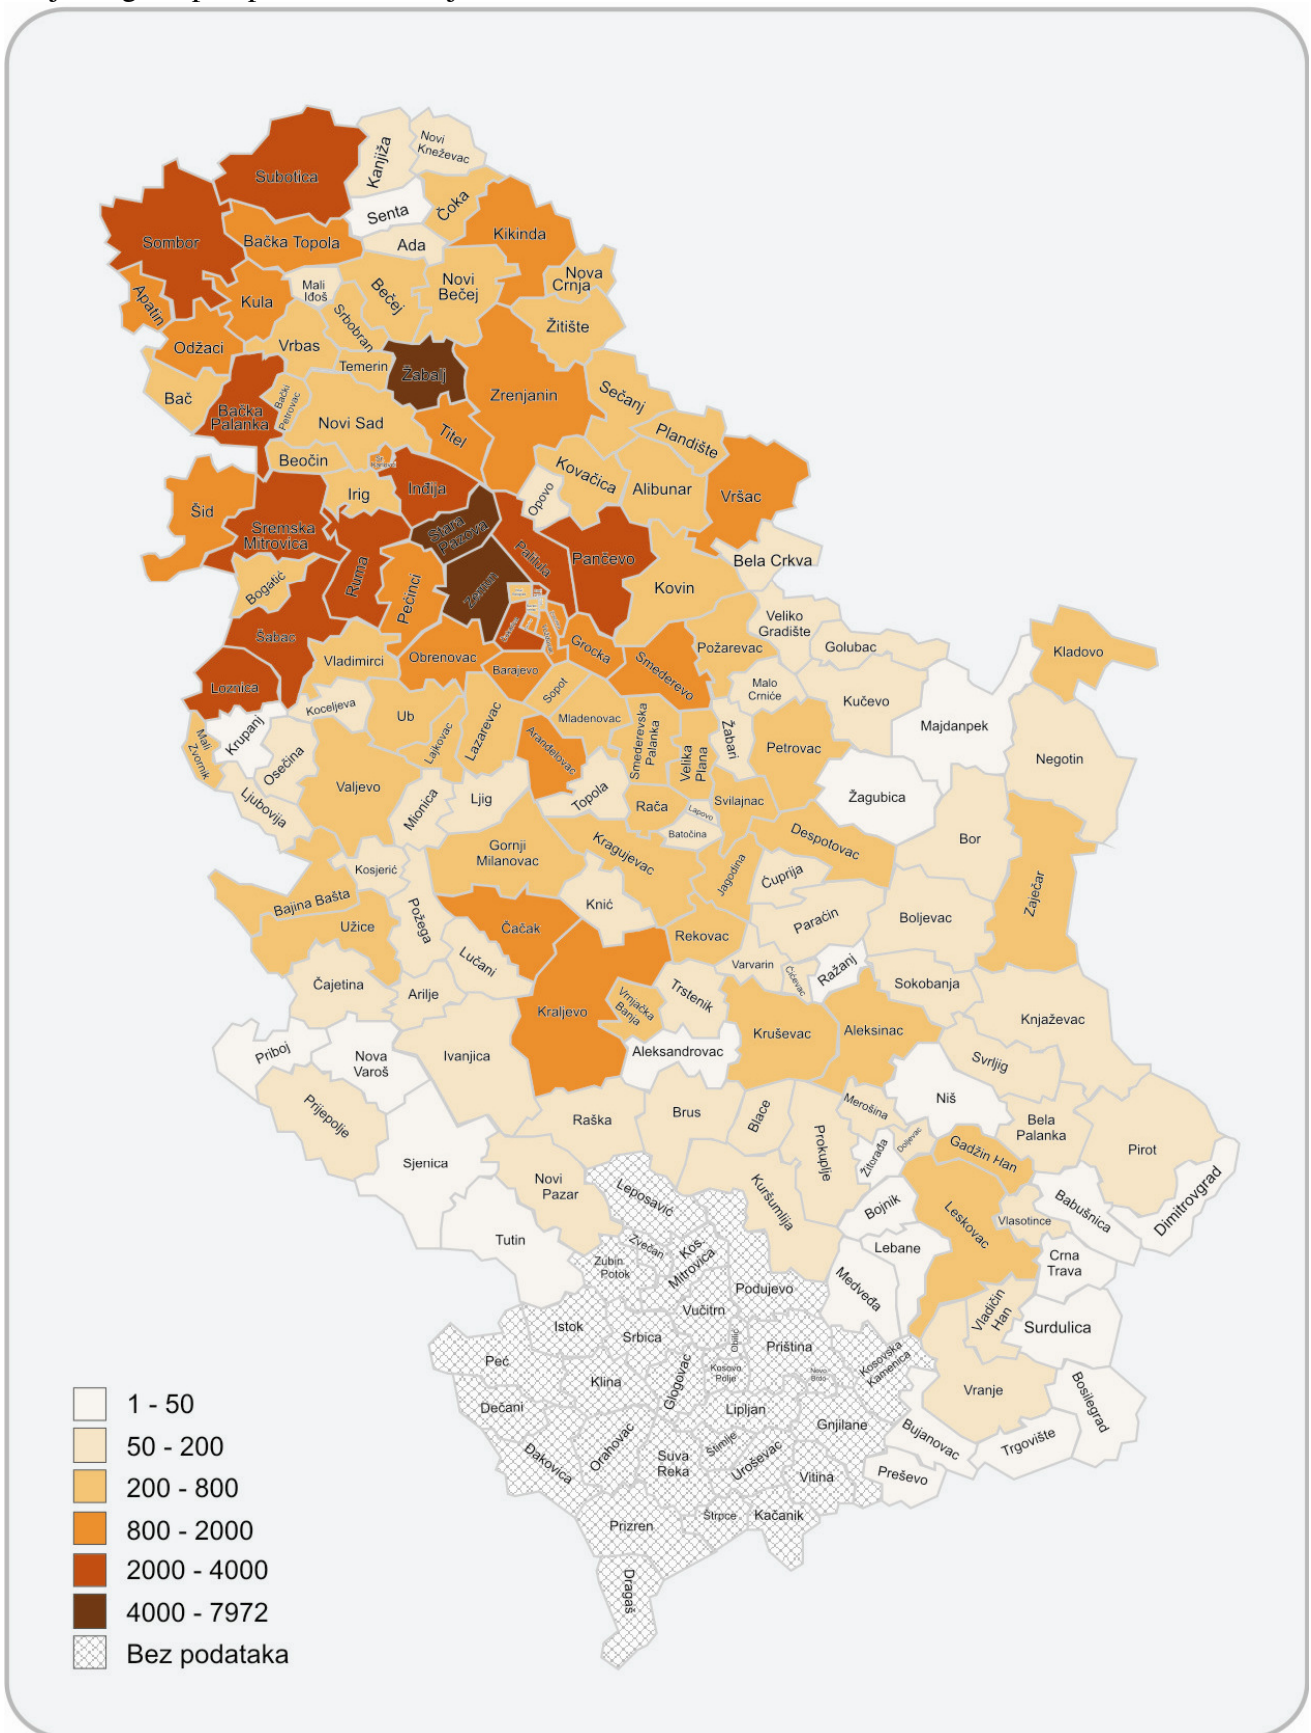 Subotica
Kanjiža
Novi
Kneževac
Senta
Čoka
Sombor
Bačka Topola
Ada
Kikinda
Apatin
Kula
Mali
Iđoš
Bečej
Novi
Bečej
Nova
Crnja
Srbobran
Žitište
Odžaci
Vrbas
Temerin
Žabalj
Bač
Bačka
Palanka
Bački
Petrovac
Novi Sad
Titel
Zrenjanin
Sečanj
Plandište
Beočin
Kovačica
Alibunar
Vršac
Irig
Inđija
Opovo
Šid
Sremska
Mitrovica
Ruma
Stara
Pazova
Palilula
Pančevo
Bela Crkva
Bogatić
Pećinci
Zemun
Kovin
Šabac
Veliko
Gradište
Golubac
Kladovo
Vladimirci
Obrenovac
Barajevo
Grocka
Smederevo
Požarevac
Loznica
Koceljeva
Sopot
Malo
Crniće
Kučevo
Majdanpek
Negotin
Mali
Zvornik
Krupanj
Osečina
Ub
Lajkovac
Lazarevac
Aranđelovac
Mladenovac
Smederevska
Palanka
Velika
Plana
Žabari
Petrovac
Žagubica
Ljubovija
Valjevo
Mionica
Ljig
Topola
Rača
Lapovo
Svilajnac
Batočina
Bor
Despotovac
Kosjerić
Gornji
Milanovac
Kragujevac
Jagodina
Ćuprija
Bajina Bašta
Užice
Požega
Čačak
Knić
Rekovac
Paraćin
Boljevac
Zaječar
Čajetina
Arilje
Lučani
Kraljevo
Vrnjačka
Banja
Trstenik
Varvarin
Ćićevac
Ražanj
Sokobanja
Knjaževac
Priboj
Nova
Varoš
Ivanjica
Aleksandrovac
Kruševac
Aleksinac
Svrljig
Prijepolje
Raška
Brus
Blace
Prokuplje
Merošina
Niš
Bela
Palanka
Pirot
Sjenica
Žitorađa
Doljevac
Gadžin Han
Dimitrovgrad
Novi
Pazar
Leposavić
Kuršumlija
Bojnik
Leskovac
Vlasotince
Babušnica
Tutin
Zvečan
Zubin
Potok
Kos.
Mitrovica
Podujevo
Medveđa
Lebane
Crna
Trava
Istok
Srbica
Vučitrn
Obilić
Priština
Kosovska
Kamenica
Vladičin
Han
Surdulica
Peć
Klina
Glogovac
Kosovo
Polje
Novo
Brdo
Vranje
Bosilegrad
Dečani
Lipljan
Gnjilane
Bujanovac
Trgovište
Đakovica
Orahovac
Suva
Reka
Štimlje
Uroševac
Vitina
Preševo
Prizren
Štrpce
Kačanik
Dragaš
1 - 50
50 - 200
200 - 800
800 - 2000
2000 - 4000
4000 - 7972
Bez podataka